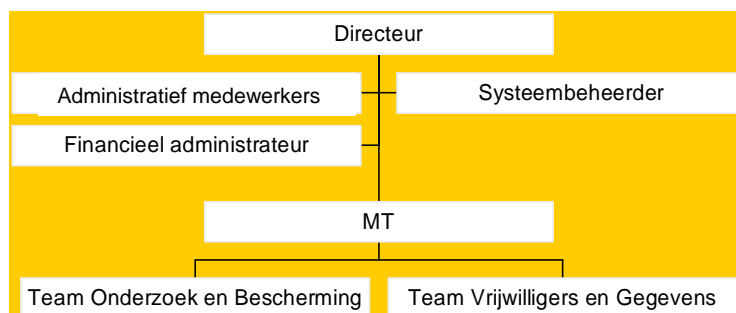 Directeur
Administratief medewerkers
Systeembeheerder
Financieel administrateur
MT
Team Onderzoek en Bescherming
Team Vrijwilligers en Gegevens